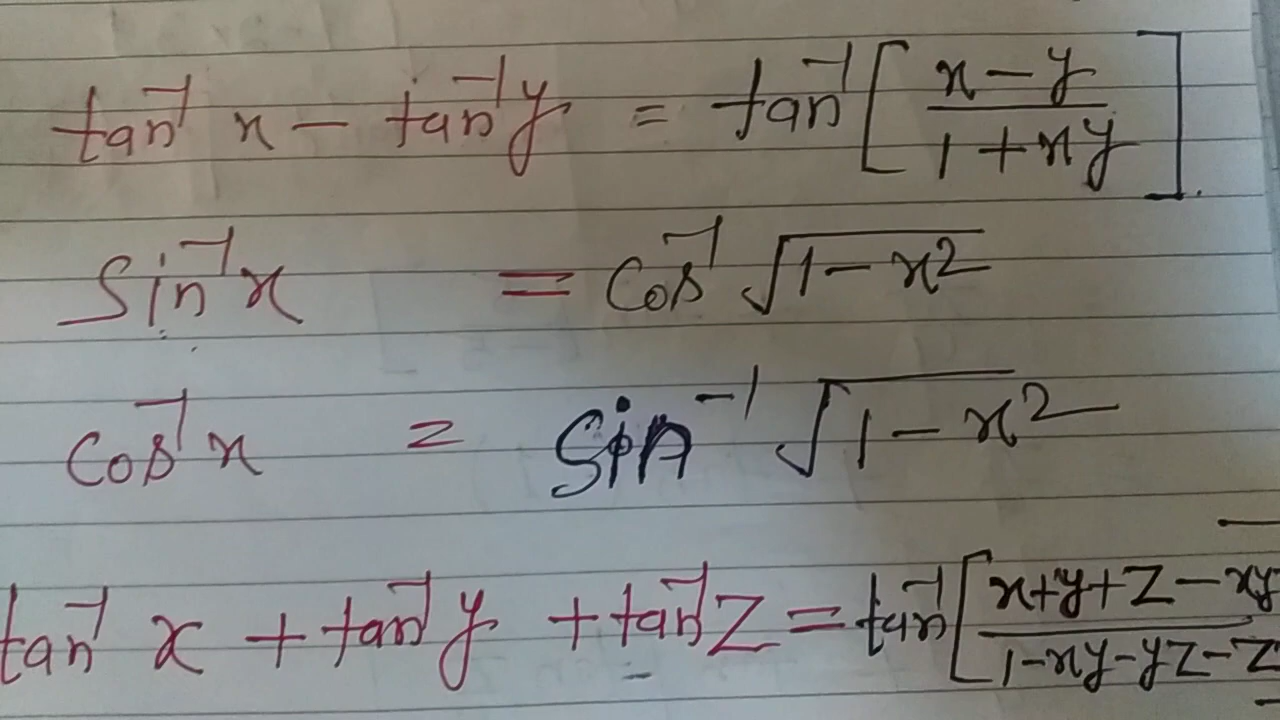 tan⁻¹ x − tan⁻¹ y = tan⁻¹ [ (x − y) / (1 + xy) ]
Sin⁻¹ x = Cos⁻¹ √(1 − x²)
Cos⁻¹ x = Sin⁻¹ √(1 − x²)
tan⁻¹ x + tan⁻¹ y + tan⁻¹ Z = tan⁻¹ [ (x + y + Z − xy) / (1 − xy − yZ − Z